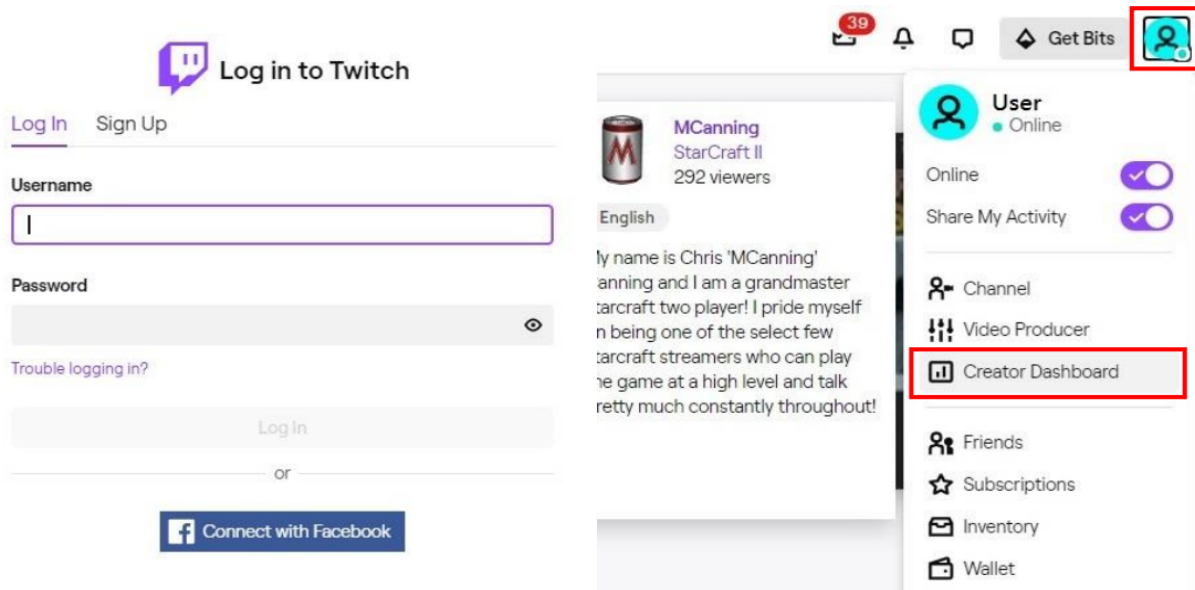 Log in to Twitch
Log In Sign Up
Username
Password
Trouble logging in?
Log In
or
Connect with Facebook
39
Get Bits
MCanning
StarCraft II
292 viewers
English
ly name is Chris 'MCanning'
anning and I am a grandmaster
tarcraft two player! I pride myself
n being one of the select few
tarcraft streamers who can play
ne game at a high level and talk
retty much constantly throughout!
User
Online
Online
Share My Activity
Channel
Video Producer
Creator Dashboard
Friends
Subscriptions
Inventory
Wallet